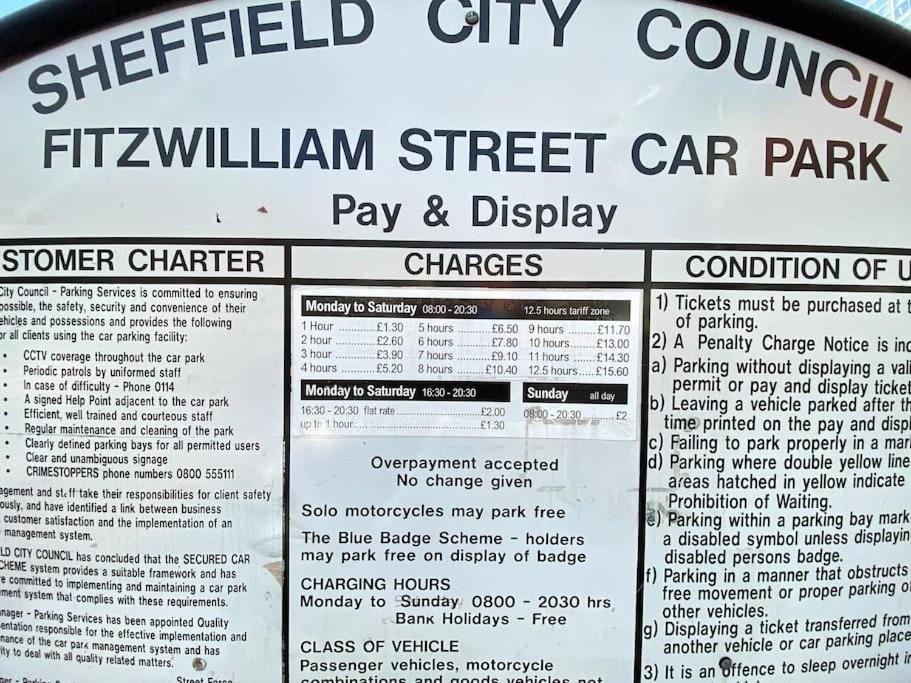 SHEFFIELD CITY COUNCIL
FITZWILLIAM STREET CAR PARK
Pay & Display
STOMER CHARTER
City Council - Parking Services is committed to ensuring
possible, the safety, security and convenience of their
ehicles and possessions and provides the following
or all clients using the car parking facility:
• CCTV coverage throughout the car park
• Periodic patrols by uniformed staff
• In case of difficulty - Phone 0114
• A signed Help Point adjacent to the car park
• Efficient, well trained and courteous staff
• Regular maintenance and cleaning of the park
• Clearly defined parking bays for all permitted users
• Clear and unambiguous signage
• CRIMESTOPPERS phone numbers 0800 555111
agement and staff take their responsibilities for client safety
ously, and have identified a link between business
customer satisfaction and the implementation of an
management system.
LD CITY COUNCIL has concluded that the SECURED CAR
CHEME system provides a suitable framework and has
e committed to implementing and maintaining a car park
ement system that complies with these requirements.
nager - Parking Services has been appointed Quality
entation responsible for the effective implementation and
nance of the car park management system and has
ity to deal with all quality related matters.
Street Force
CHARGES
Monday to Saturday 08:00 - 20:30 12.5 hours tariff zone
1 Hour ..........£1.30 5 hours ..........£6.50 9 hours ..........£11.70
2 hour ..........£2.60 6 hours ..........£7.80 10 hours..........£13.00
3 hour ..........£3.90 7 hours ..........£9.10 11 hours ..........£14.30
4 hours ..........£5.20 8 hours ..........£10.40 12.5 hours.....£15.60
Monday to Saturday 16:30 - 20:30 Sunday all day
16:30 - 20:30 flat rate..........£2.00 08:00 - 20:30..........£2
up to 1 hour..........£1.30
Overpayment accepted
No change given
Solo motorcycles may park free
The Blue Badge Scheme - holders
may park free on display of badge
CHARGING HOURS
Monday to Sunday 0800 - 2030 hrs
Bank Holidays - Free
CLASS OF VEHICLE
Passenger vehicles, motorcycle
combinations and goods vehicles not
CONDITION OF U
1) Tickets must be purchased at t
of parking.
2) A Penalty Charge Notice is inc
a) Parking without displaying a vali
permit or pay and display ticket
b) Leaving a vehicle parked after th
time printed on the pay and displ
c) Failing to park properly in a mar
d) Parking where double yellow line
areas hatched in yellow indicate
Prohibition of Waiting.
e) Parking within a parking bay mark
a disabled symbol unless displayin
disabled persons badge.
f) Parking in a manner that obstructs
free movement or proper parking o
other vehicles.
g) Displaying a ticket transferred from
another vehicle or car parking place
3) It is an offence to sleep overnight i